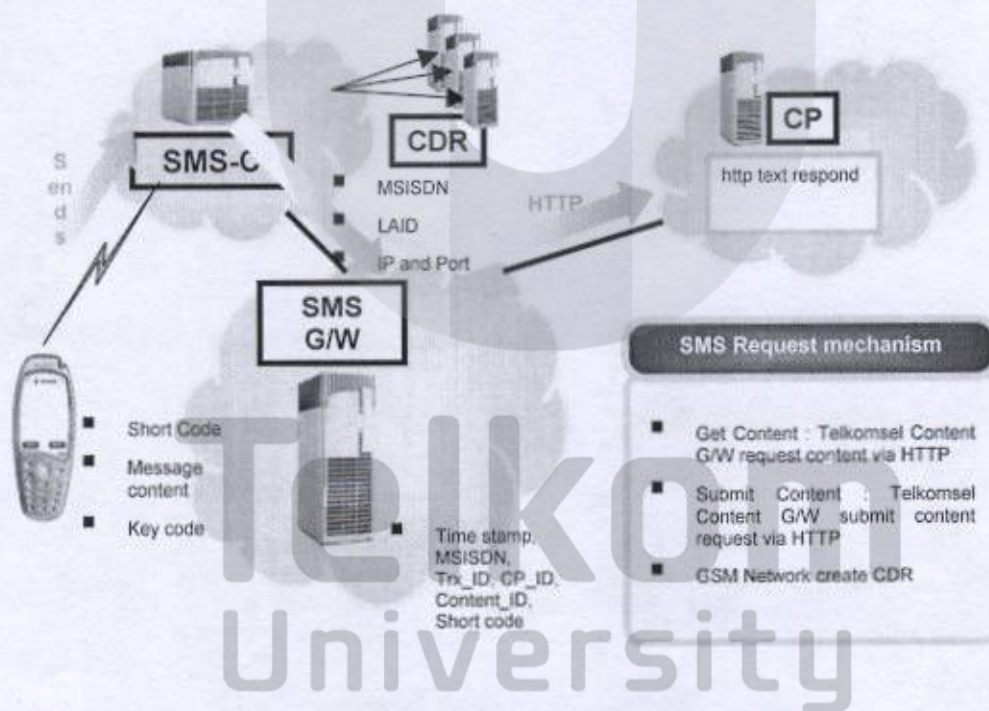 SMS-C
CDR
CP
http text respond
S
en
d
s
MSISDN
LAID
IP and Port
HTTP
SMS
G/W
SMS Request mechanism
Short Code
Message
content
Key code
Time stamp,
MSISDN,
Trx_ID, CP_ID,
Content_ID,
Short code
Get Content : Telkomsel Content
G/W request content via HTTP
Submit Content : Telkomsel
Content G/W submit content
request via HTTP
GSM Network create CDR
Telkom
University